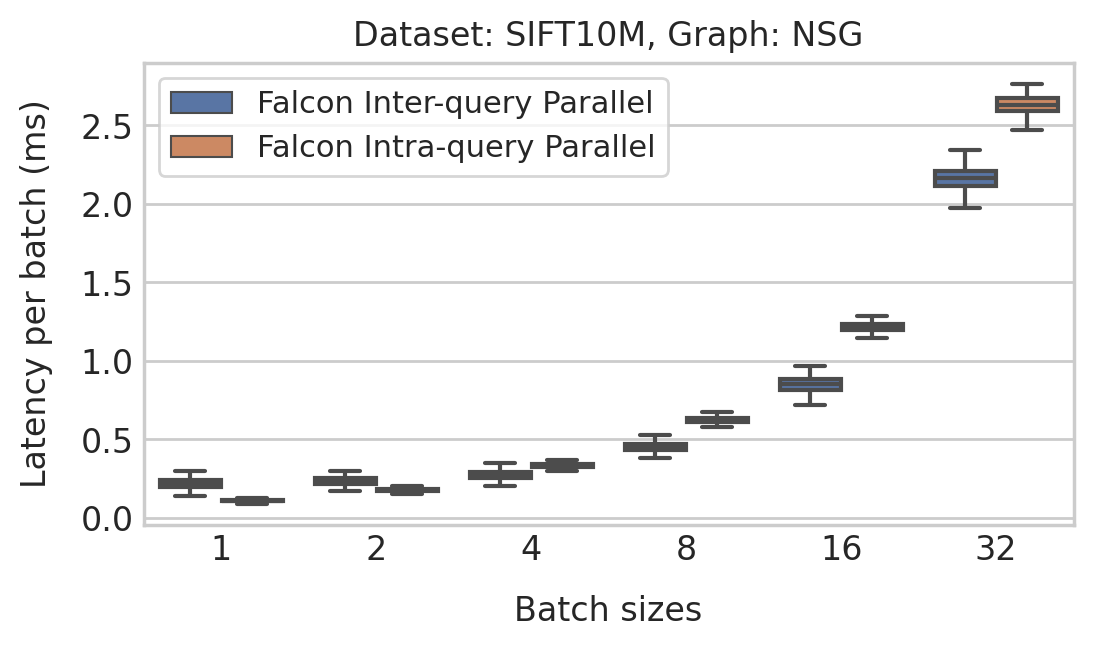 Dataset: SIFT10M, Graph: NSG
Falcon Inter-query Parallel
Falcon Intra-query Parallel
Latency per batch (ms)
2.5
2.0
1.5
1.0
0.5
0.0
1 2 4 8 16 32
Batch sizes